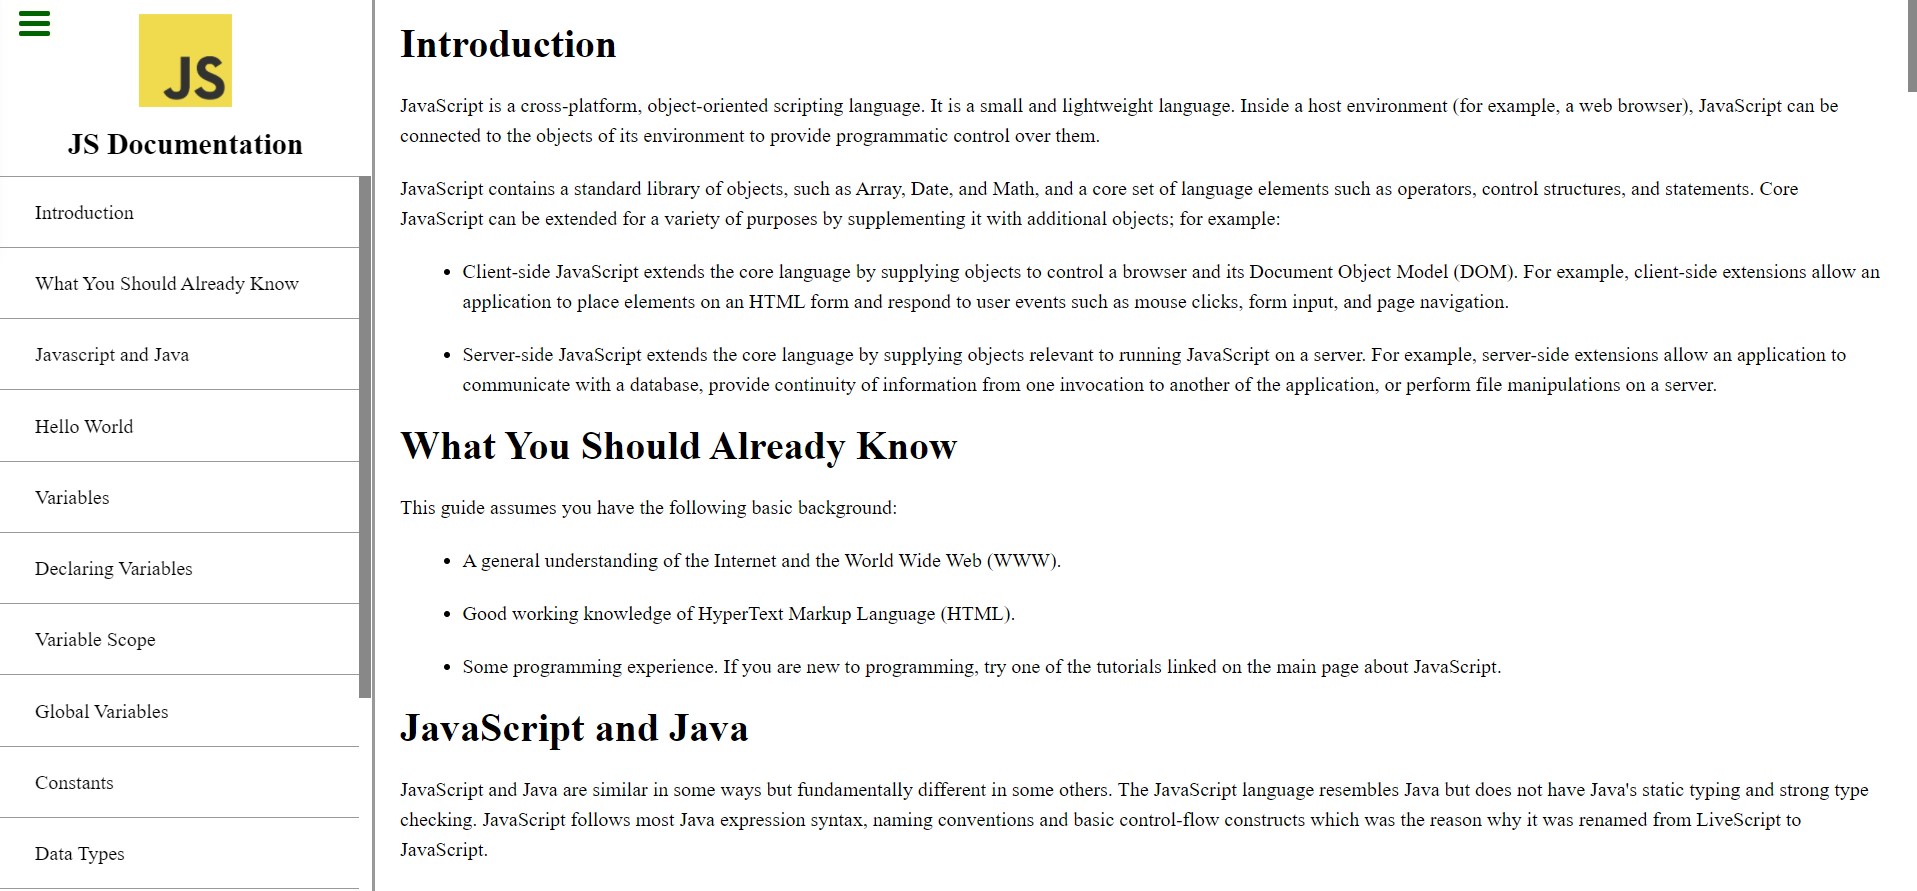 JS
JS Documentation
Introduction
What You Should Already Know
Javascript and Java
Hello World
Variables
Declaring Variables
Variable Scope
Global Variables
Constants
Data Types
Introduction
JavaScript is a cross-platform, object-oriented scripting language. It is a small and lightweight language. Inside a host environment (for example, a web browser), JavaScript can be
connected to the objects of its environment to provide programmatic control over them.
JavaScript contains a standard library of objects, such as Array, Date, and Math, and a core set of language elements such as operators, control structures, and statements. Core
JavaScript can be extended for a variety of purposes by supplementing it with additional objects; for example:
• Client-side JavaScript extends the core language by supplying objects to control a browser and its Document Object Model (DOM). For example, client-side extensions allow an
application to place elements on an HTML form and respond to user events such as mouse clicks, form input, and page navigation.
• Server-side JavaScript extends the core language by supplying objects relevant to running JavaScript on a server. For example, server-side extensions allow an application to
communicate with a database, provide continuity of information from one invocation to another of the application, or perform file manipulations on a server.
What You Should Already Know
This guide assumes you have the following basic background:
• A general understanding of the Internet and the World Wide Web (WWW).
• Good working knowledge of HyperText Markup Language (HTML).
• Some programming experience. If you are new to programming, try one of the tutorials linked on the main page about JavaScript.
JavaScript and Java
JavaScript and Java are similar in some ways but fundamentally different in some others. The JavaScript language resembles Java but does not have Java's static typing and strong type
checking. JavaScript follows most Java expression syntax, naming conventions and basic control-flow constructs which was the reason why it was renamed from LiveScript to
JavaScript.